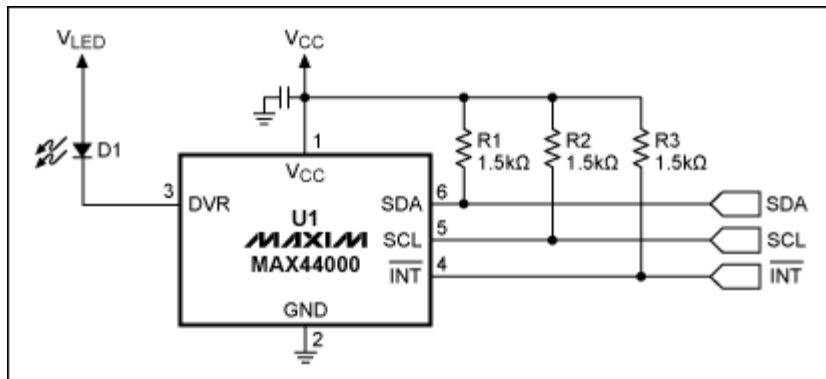 VLED
VCC
D1
1
VCC
R1
1.5kΩ
R2
1.5kΩ
R3
1.5kΩ
3
DVR
U1
MAXIM
MAX44000
SDA
6
SDA
SCL
5
SCL
INT
4
INT
GND
2